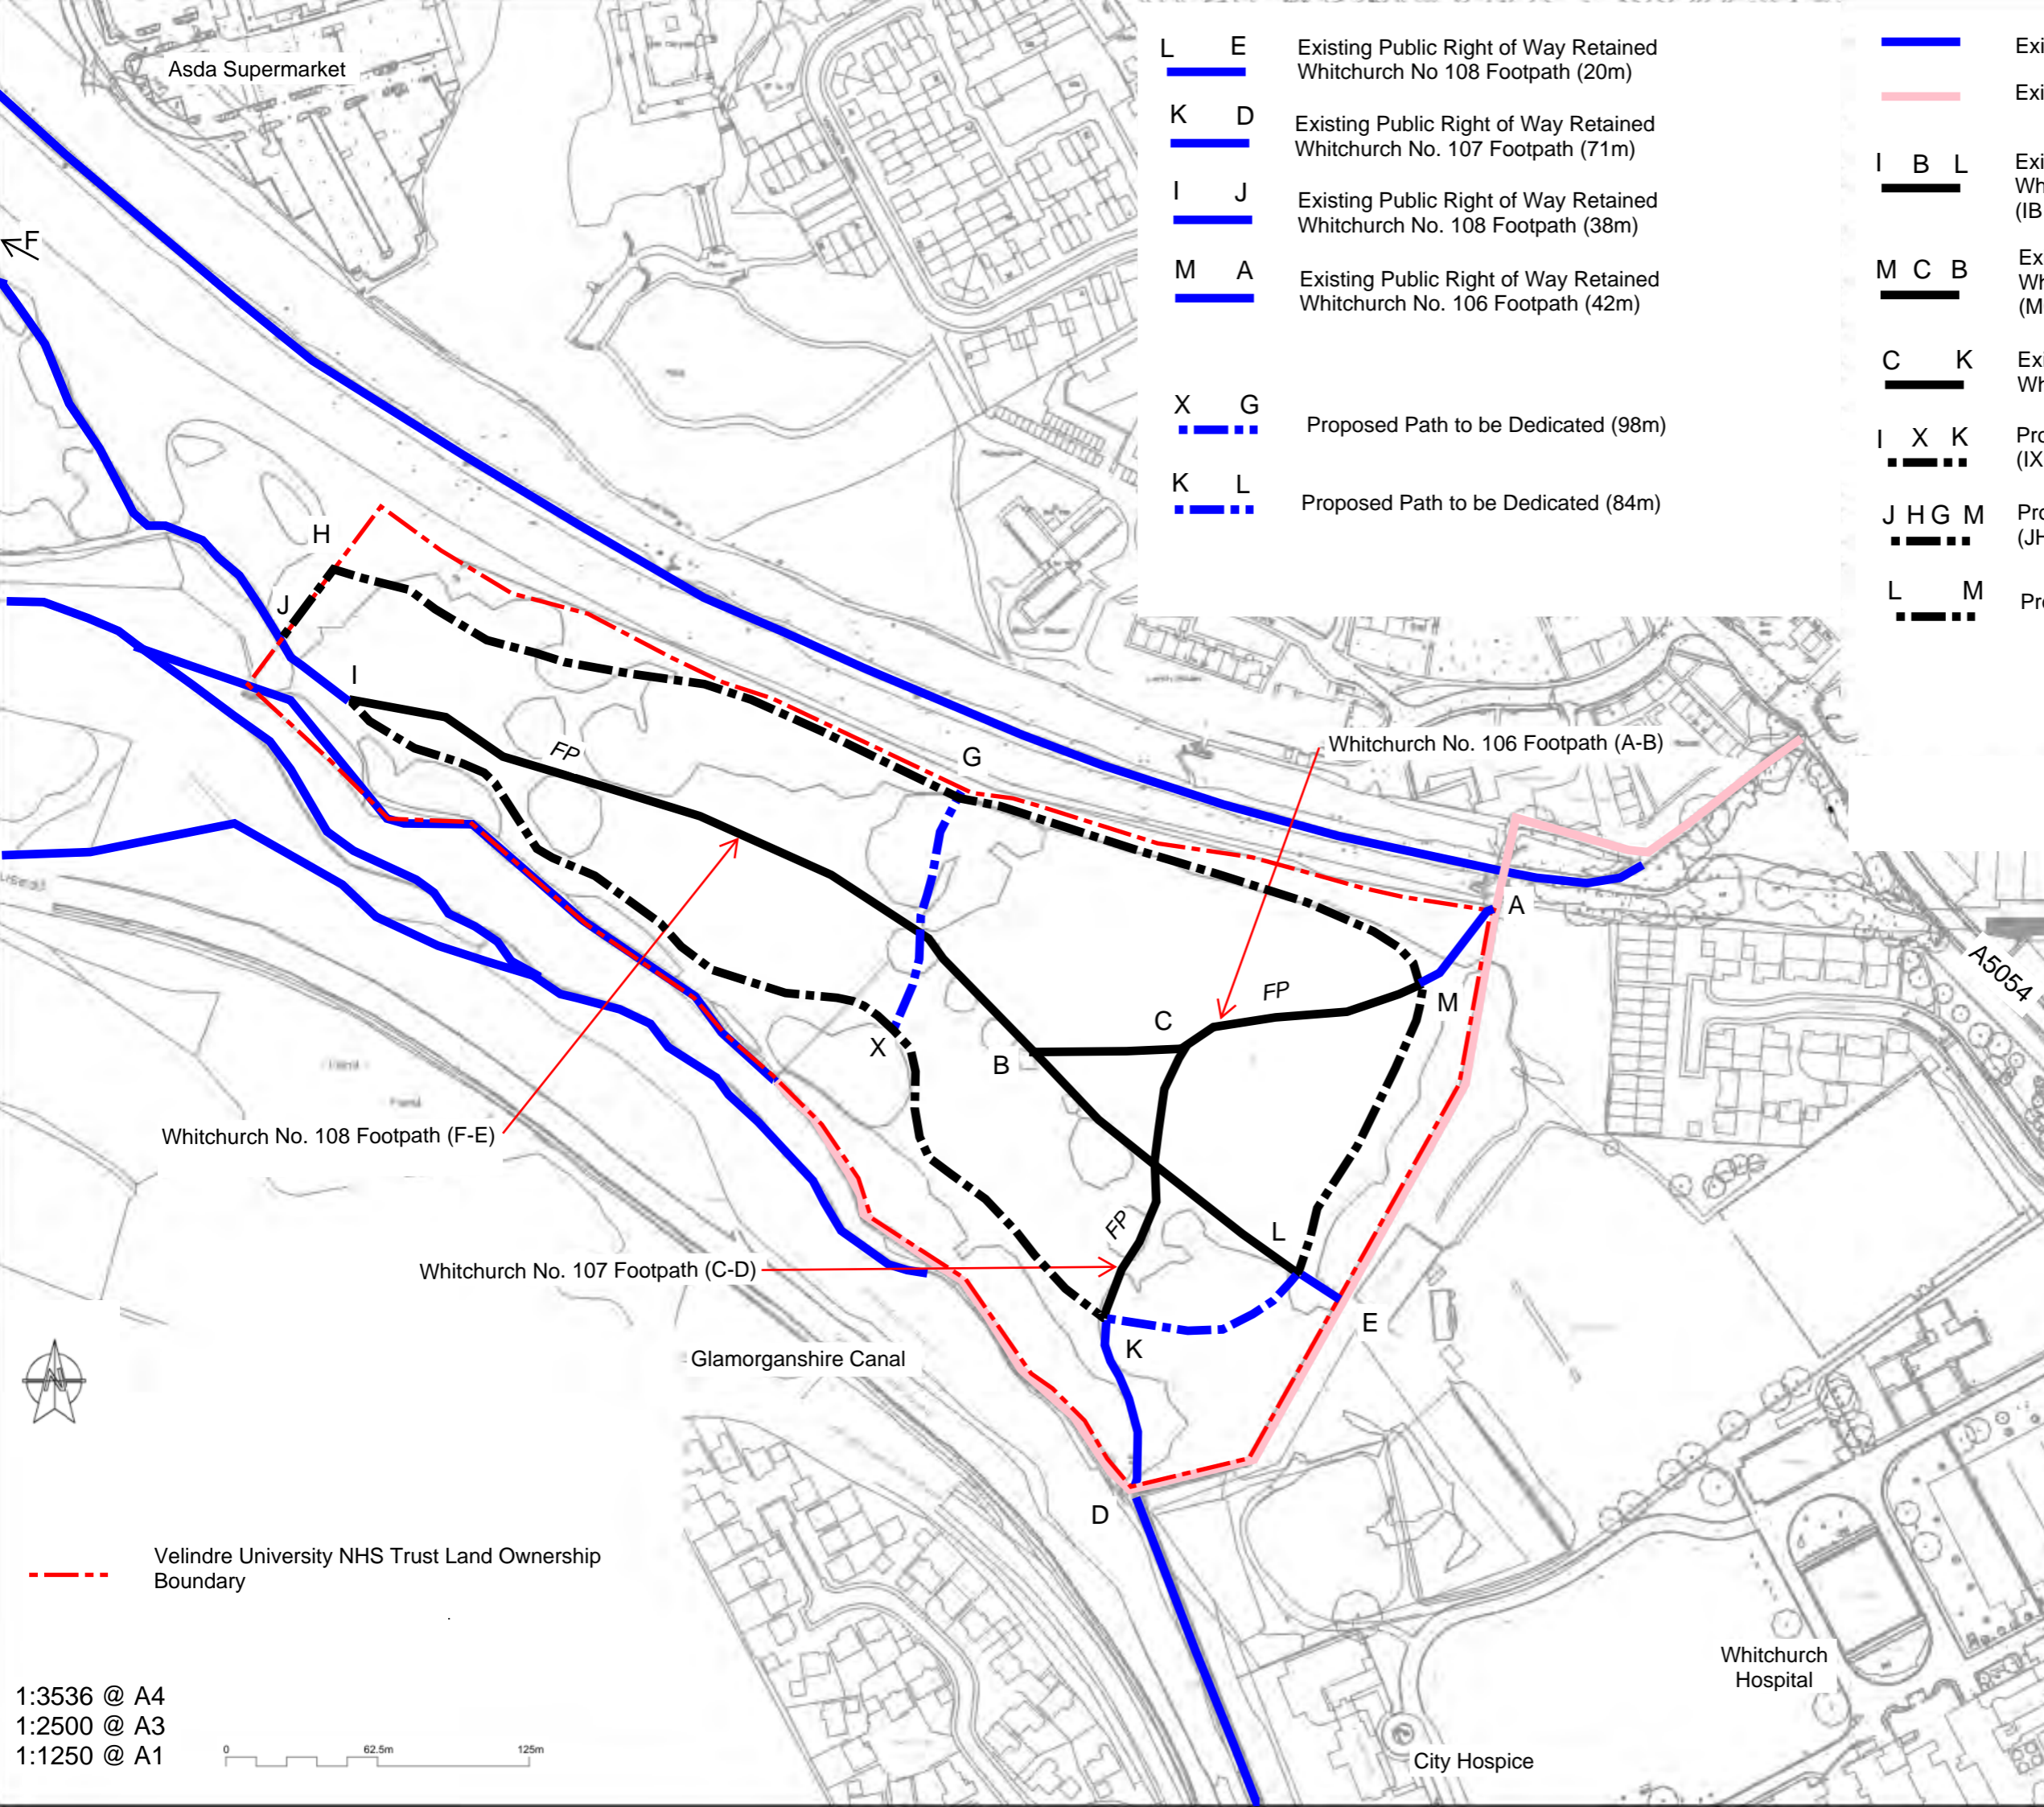 Asda Supermarket
F
L E
Existing Public Right of Way Retained
Whitchurch No 108 Footpath (20m)
K D
Existing Public Right of Way Retained
Whitchurch No. 107 Footpath (71m)
I J
Existing Public Right of Way Retained
Whitchurch No. 108 Footpath (38m)
M A
Existing Public Right of Way Retained
Whitchurch No. 106 Footpath (42m)
X G
Proposed Path to be Dedicated (98m)
K L
Proposed Path to be Dedicated (84m)
I B L
(IB
M C B
(M
C K
I X K
(IX
J H G M
(JH
L M
H
J
I
FP
G
Whitchurch No. 106 Footpath (A-B)
A
A5054
M
FP
C
B
X
Whitchurch No. 108 Footpath (F-E)
FP
L
Whitchurch No. 107 Footpath (C-D)
E
K
Glamorganshire Canal
N
D
Velindre University NHS Trust Land Ownership
Boundary
Whitchurch
Hospital
City Hospice
1:3536 @ A4
1:2500 @ A3
1:1250 @ A1
0 62.5m 125m